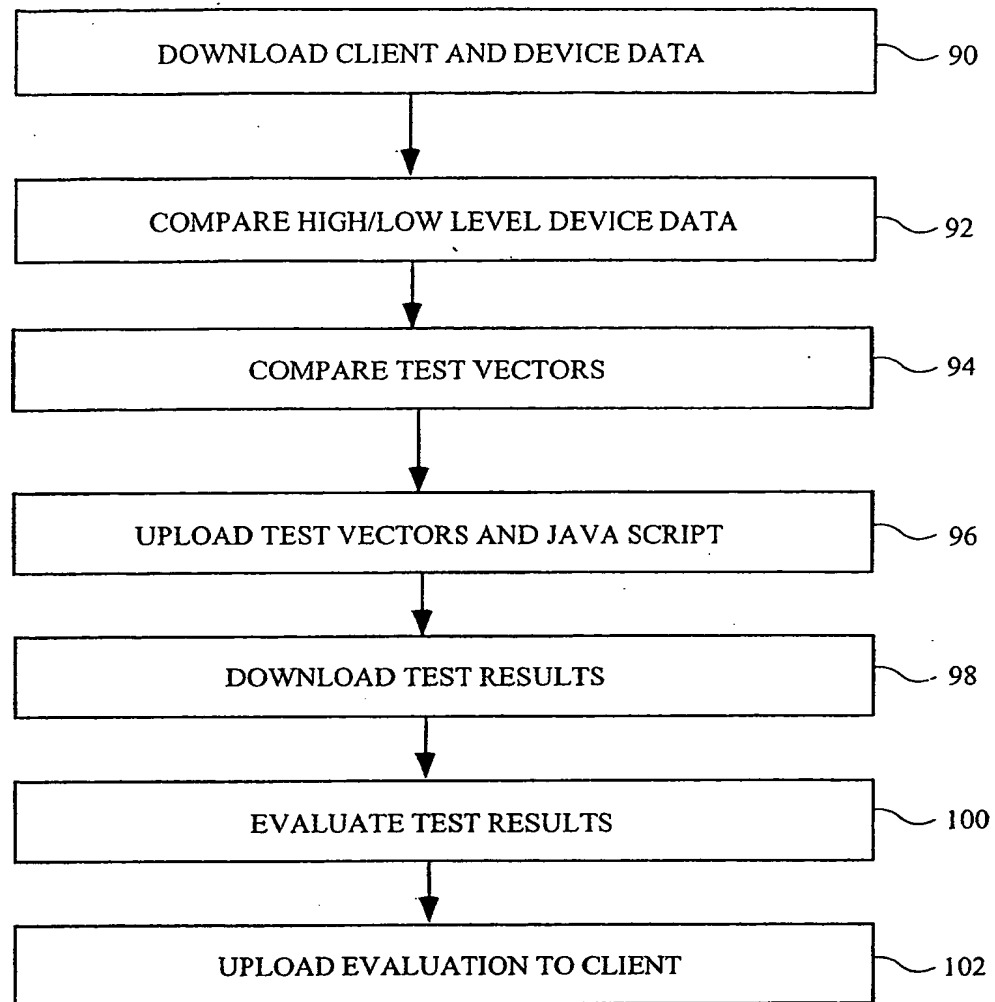 DOWNLOAD CLIENT AND DEVICE DATA 90
COMPARE HIGH/LOW LEVEL DEVICE DATA 92
COMPARE TEST VECTORS 94
UPLOAD TEST VECTORS AND JAVA SCRIPT 96
DOWNLOAD TEST RESULTS 98
EVALUATE TEST RESULTS 100
UPLOAD EVALUATION TO CLIENT 102